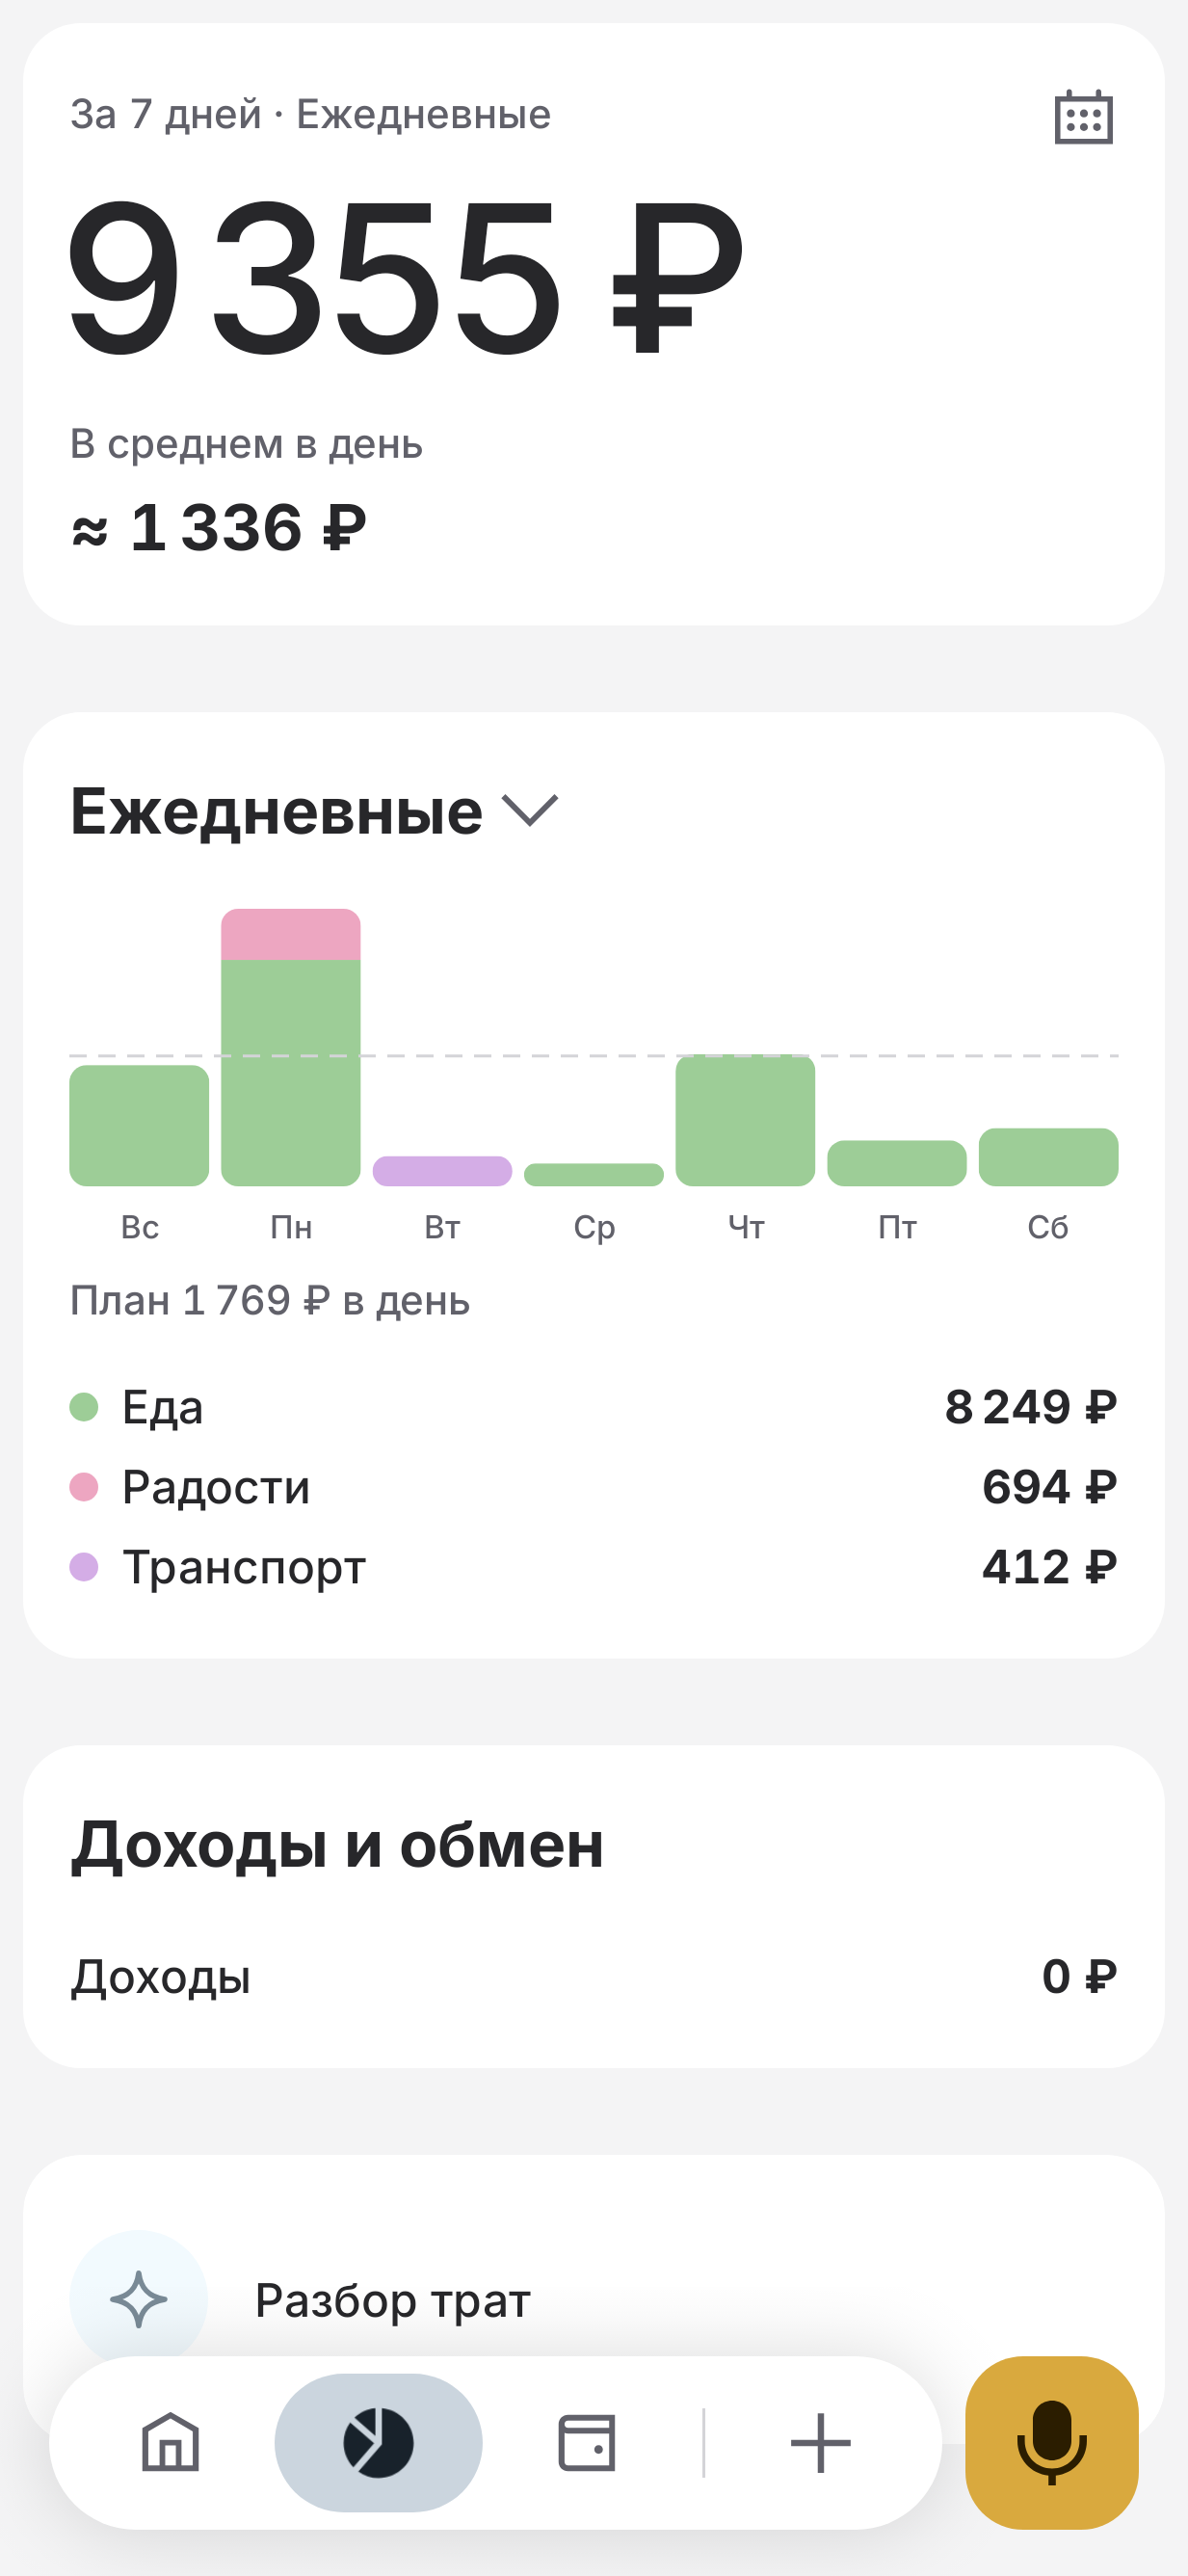 За 7 дней · Ежедневные
9 355 ₽
В среднем в день
≈ 1 336 ₽
Ежедневные
Вс Пн Вт Ср Чт Пт Сб
План 1 769 ₽ в день
Еда 8 249 ₽
Радости 694 ₽
Транспорт 412 ₽
Доходы и обмен
Доходы 0 ₽
Разбор трат